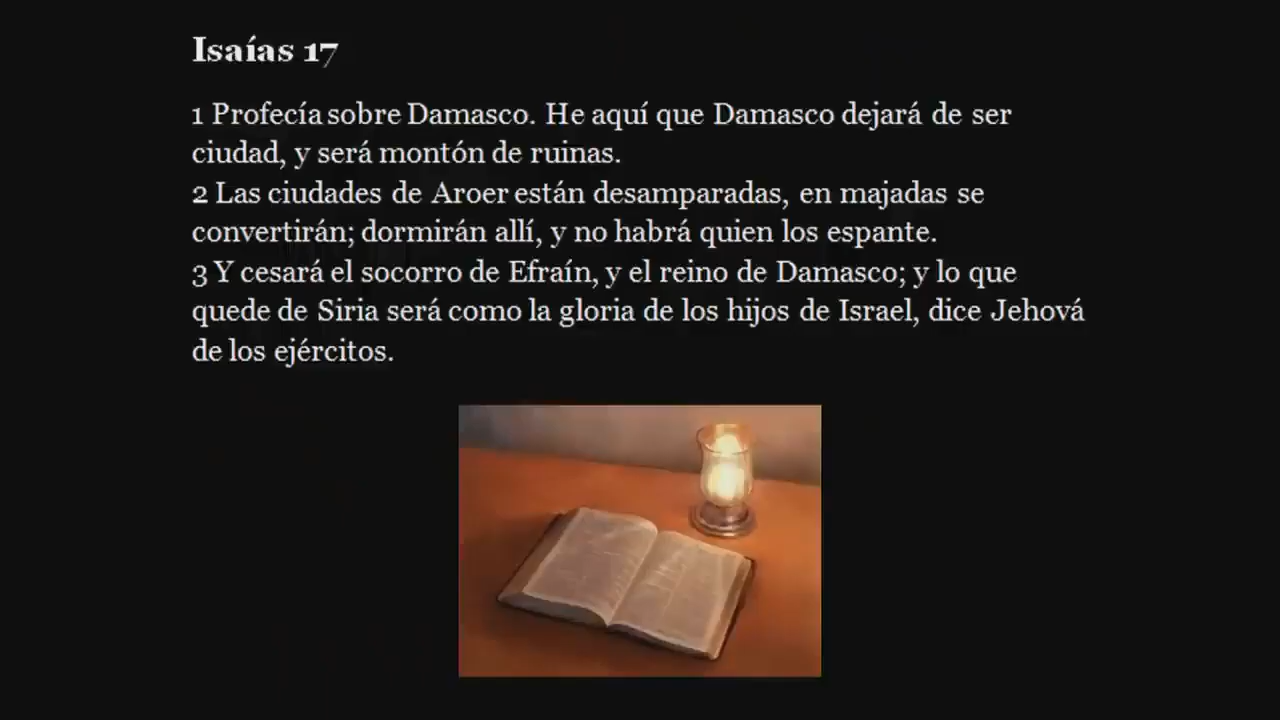 Isaías 17
1 Profecía sobre Damasco. He aquí que Damasco dejará de ser
ciudad, y será montón de ruinas.
2 Las ciudades de Aroer están desamparadas, en majadas se
convertirán; dormirán allí, y no habrá quien los espante.
3 Y cesará el socorro de Efraín, y el reino de Damasco; y lo que
quede de Siria será como la gloria de los hijos de Israel, dice Jehová
de los ejércitos.